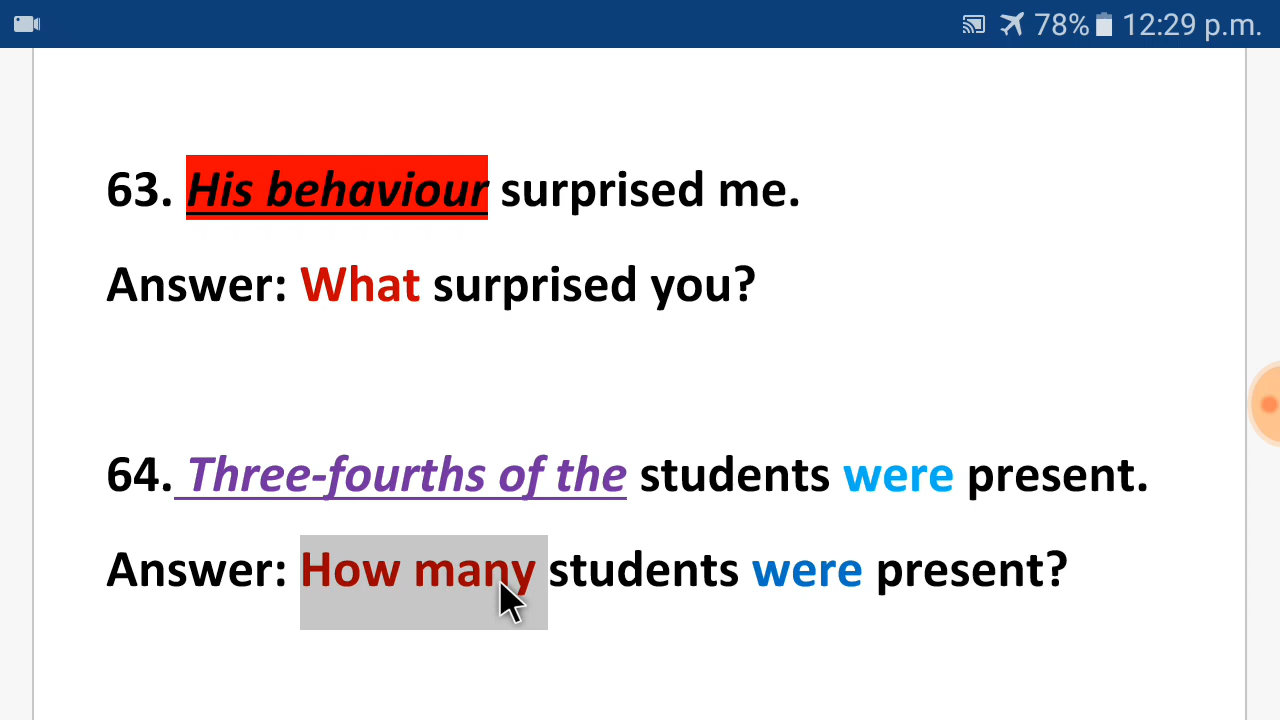 78% 12:29 p.m.
63. His behaviour surprised me.
Answer: What surprised you?
64. Three-fourths of the students were present.
Answer: How many students were present?